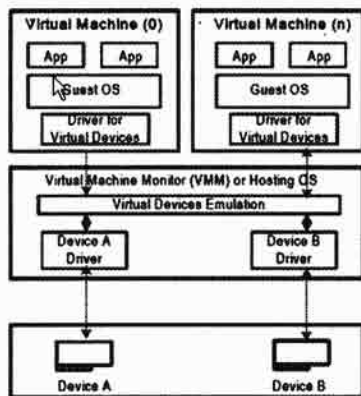 Virtual Machine (0) Virtual Machine (n)
App App App App
Guest OS Guest OS
Driver for Virtual Devices Driver for Virtual Devices
Virtual Machine Monitor (VMM) or Hosting OS
Virtual Devices Emulation
Device A Driver Device B Driver
Device A Device B